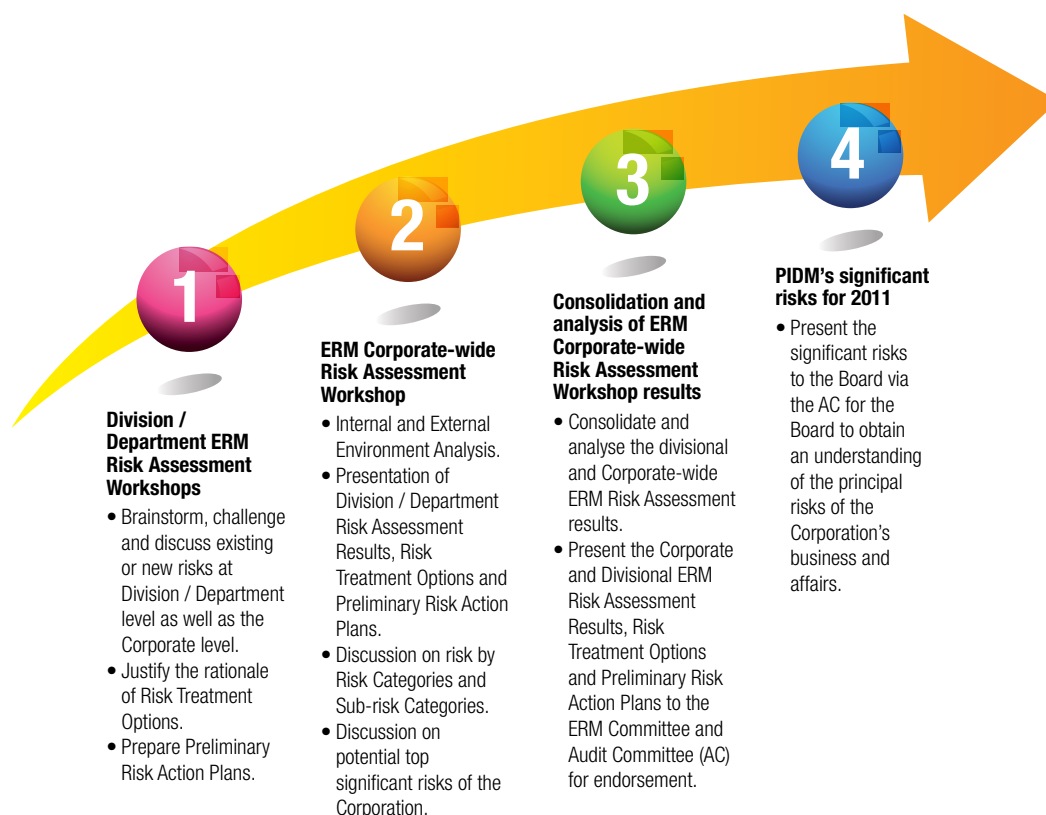 1
Division /
Department ERM
Risk Assessment
Workshops
• Brainstorm, challenge
and discuss existing
or new risks at
Division / Department
level as well as the
Corporate level.
• Justify the rationale
of Risk Treatment
Options.
• Prepare Preliminary
Risk Action Plans.
2
ERM Corporate-wide
Risk Assessment
Workshop
• Internal and External
Environment Analysis.
• Presentation of
Division / Department
Risk Assessment
Results, Risk
Treatment Options and
Preliminary Risk Action
Plans.
• Discussion on risk by
Risk Categories and
Sub-risk Categories.
• Discussion on
potential top
significant risks of the
Corporation.
3
Consolidation and
analysis of ERM
Corporate-wide
Risk Assessment
Workshop results
• Consolidate and
analyse the divisional
and Corporate-wide
ERM Risk Assessment
results.
• Present the Corporate
and Divisional ERM
Risk Assessment
Results, Risk
Treatment Options
and Preliminary Risk
Action Plans to the
ERM Committee and
Audit Committee (AC)
for endorsement.
4
PIDM's significant
risks for 2011
• Present the
significant risks
to the Board via
the AC for the
Board to obtain
an understanding
of the principal
risks of the
Corporation's
business and
affairs.